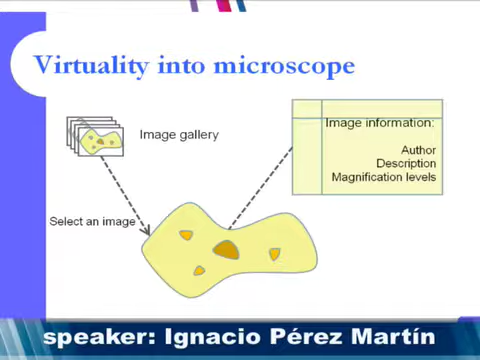 Virtuality into microscope
Image gallery
Image information:
Author
Description
Magnification levels
Select an image
speaker: Ignacio Pérez Martín